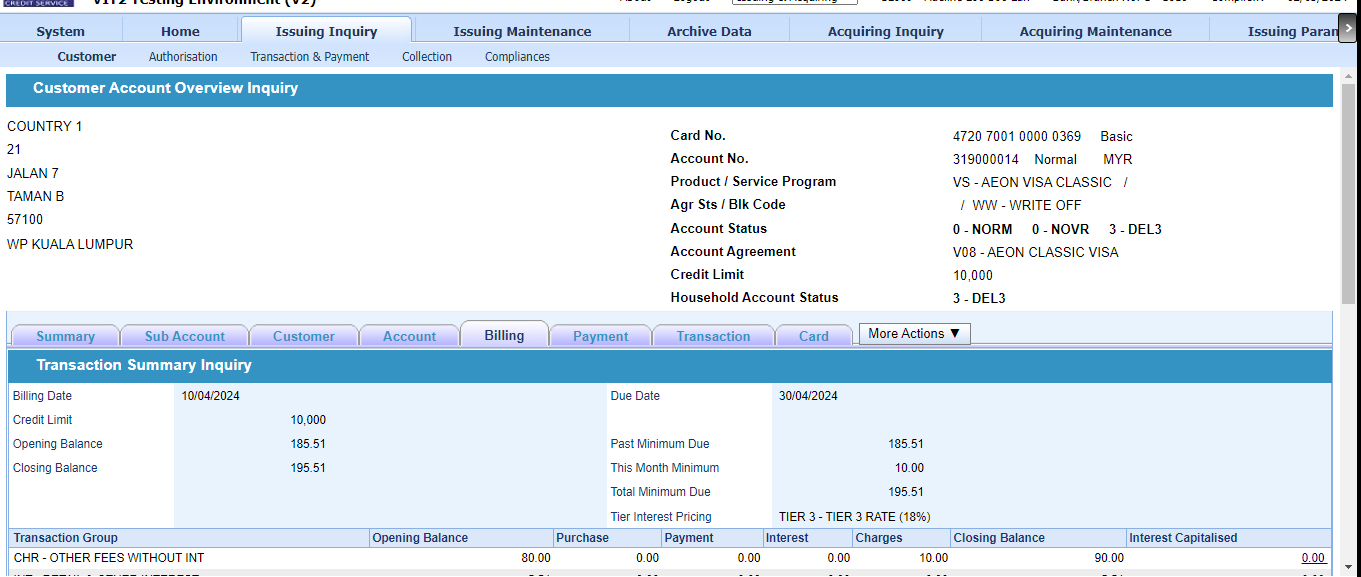 CREDIT SERVICE
System Home Issuing Inquiry Issuing Maintenance Archive Data Acquiring Inquiry Acquiring Maintenance Issuing Paran >
Customer Authorisation Transaction & Payment Collection Compliances
Customer Account Overview Inquiry
COUNTRY 1
21
JALAN 7
TAMAN B
57100
WP KUALA LUMPUR
Card No. 4720 7001 0000 0369 Basic
Account No. 319000014 Normal MYR
Product / Service Program VS - AEON VISA CLASSIC /
Agr Sts / Blk Code / WW - WRITE OFF
Account Status 0 - NORM 0 - NOVR 3 - DEL3
Account Agreement V08 - AEON CLASSIC VISA
Credit Limit 10,000
Household Account Status 3 - DEL3
Summary Sub Account Customer Account Billing Payment Transaction Card More Actions ▼
Transaction Summary Inquiry
Billing Date 10/04/2024 Due Date 30/04/2024
Credit Limit 10,000
Opening Balance 185.51 Past Minimum Due 185.51
Closing Balance 195.51 This Month Minimum 10.00
Total Minimum Due 195.51
Tier Interest Pricing TIER 3 - TIER 3 RATE (18%)
Transaction Group Opening Balance Purchase Payment Interest Charges Closing Balance Interest Capitalised
CHR - OTHER FEES WITHOUT INT 80.00 0.00 0.00 0.00 10.00 90.00 0.00